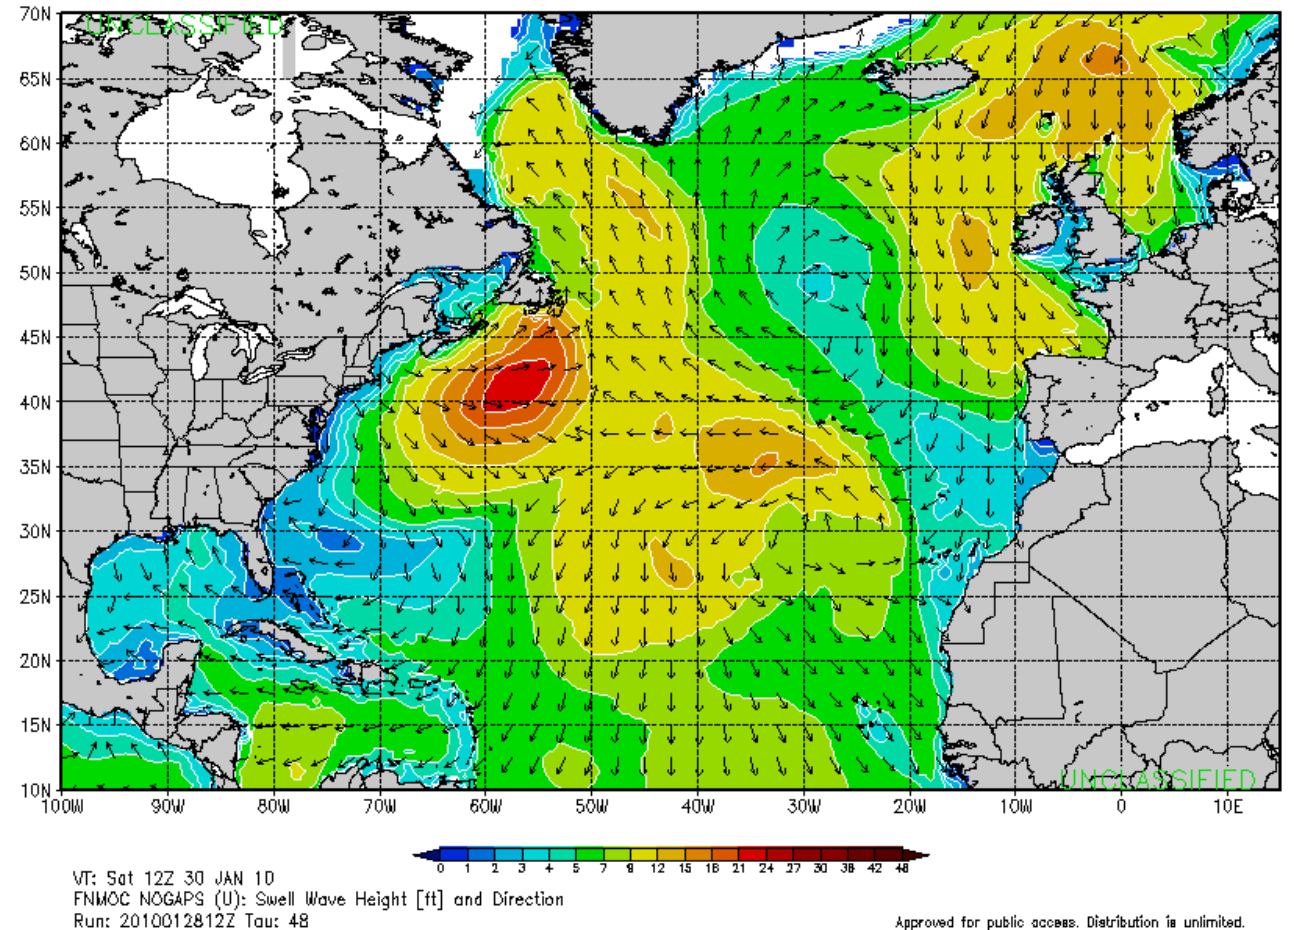 70N
UNCLASSIFIED
65N
60N
55N
50N
45N
40N
35N
30N
25N
20N
15N
UNCLASSIFIED
10N
100W 90W 80W 70W 60W 50W 40W 30W 20W 10W 0 10E
0 1 2 3 4 5 7 9 12 15 18 21 24 27 30 36 42 48
VT: Sat 12Z 30 JAN 10
FNMOC NOGAPS (U): Swell Wave Height [ft] and Direction
Run: 2010012812Z Tau: 48
Approved for public access. Distribution is unlimited.